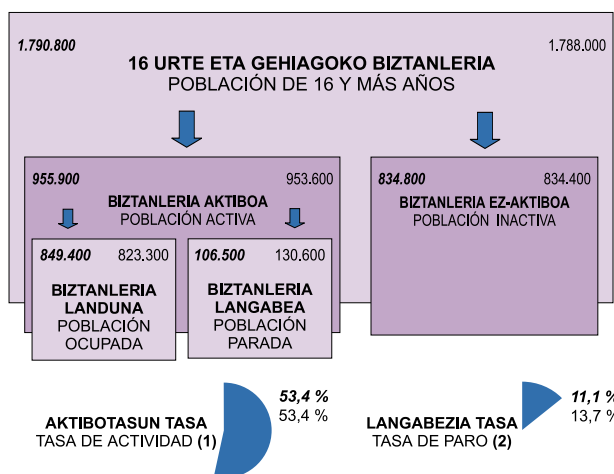 1.790.800 1.788.000
16 URTE ETA GEHIAGOKO BIZTANLERIA
POBLACIÓN DE 16 Y MÁS AÑOS
955.900 953.600
BIZTANLERIA AKTIBOA
POBLACIÓN ACTIVA
834.800 834.400
BIZTANLERIA EZ-AKTIBOA
POBLACIÓN INACTIVA
849.400 823.300
BIZTANLERIA
LANDUNA
POBLACIÓN
OCUPADA
106.500 130.600
BIZTANLERIA
LANGABEA
POBLACIÓN
PARADA
AKTIBOTASUN TASA
TASA DE ACTIVIDAD (1)
53,4 %
53,4 %
LANGABEZIA TASA
TASA DE PARO (2)
11,1 %
13,7 %